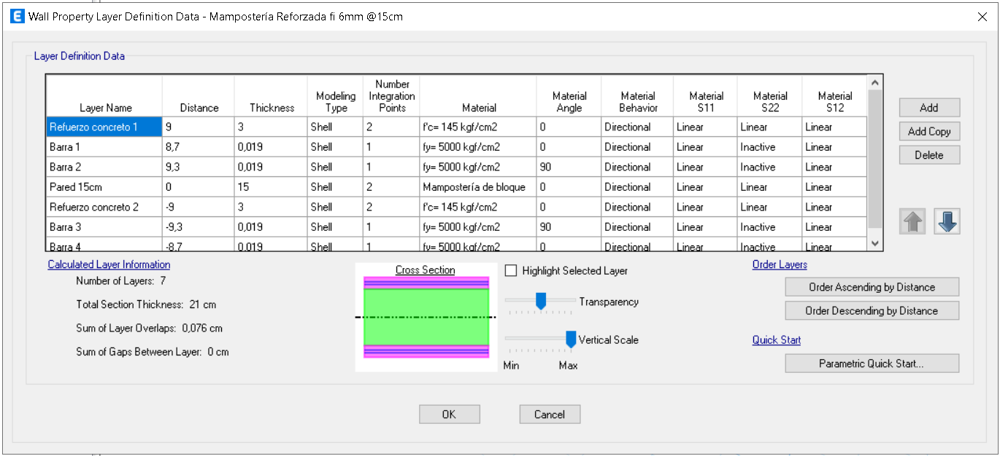 E Wall Property Layer Definition Data - Mampostería Reforzada fi 6mm @15cm
Layer Definition Data
Layer Name Distance Thickness Modeling Type Number Integration Points Material Material Angle Material Behavior Material S11 Material S22 Material S12
Refuerzo concreto 1 9 3 Shell 2 f'c= 145 kgf/cm2 0 Directional Linear Linear Linear
Barra 1 8,7 0,019 Shell 1 fy= 5000 kgf/cm2 0 Directional Linear Inactive Linear
Barra 2 9,3 0,019 Shell 1 fy= 5000 kgf/cm2 90 Directional Linear Inactive Linear
Pared 15cm 0 15 Shell 2 Mampostería de bloque 0 Directional Linear Linear Linear
Refuerzo concreto 2 -9 3 Shell 2 f'c= 145 kgf/cm2 0 Directional Linear Linear Linear
Barra 3 -9,3 0,019 Shell 1 fy= 5000 kgf/cm2 90 Directional Linear Inactive Linear
Barra 4 -8,7 0,019 Shell 1 fy= 5000 kgf/cm2 0 Directional Linear Inactive Linear
Add
Add Copy
Delete
Calculated Layer Information
Number of Layers: 7
Total Section Thickness: 21 cm
Sum of Layer Overlaps: 0,076 cm
Sum of Gaps Between Layer: 0 cm
Cross Section
Highlight Selected Layer
Transparency
Vertical Scale
Min Max
Order Layers
Order Ascending by Distance
Order Descending by Distance
Quick Start
Parametric Quick Start...
OK Cancel